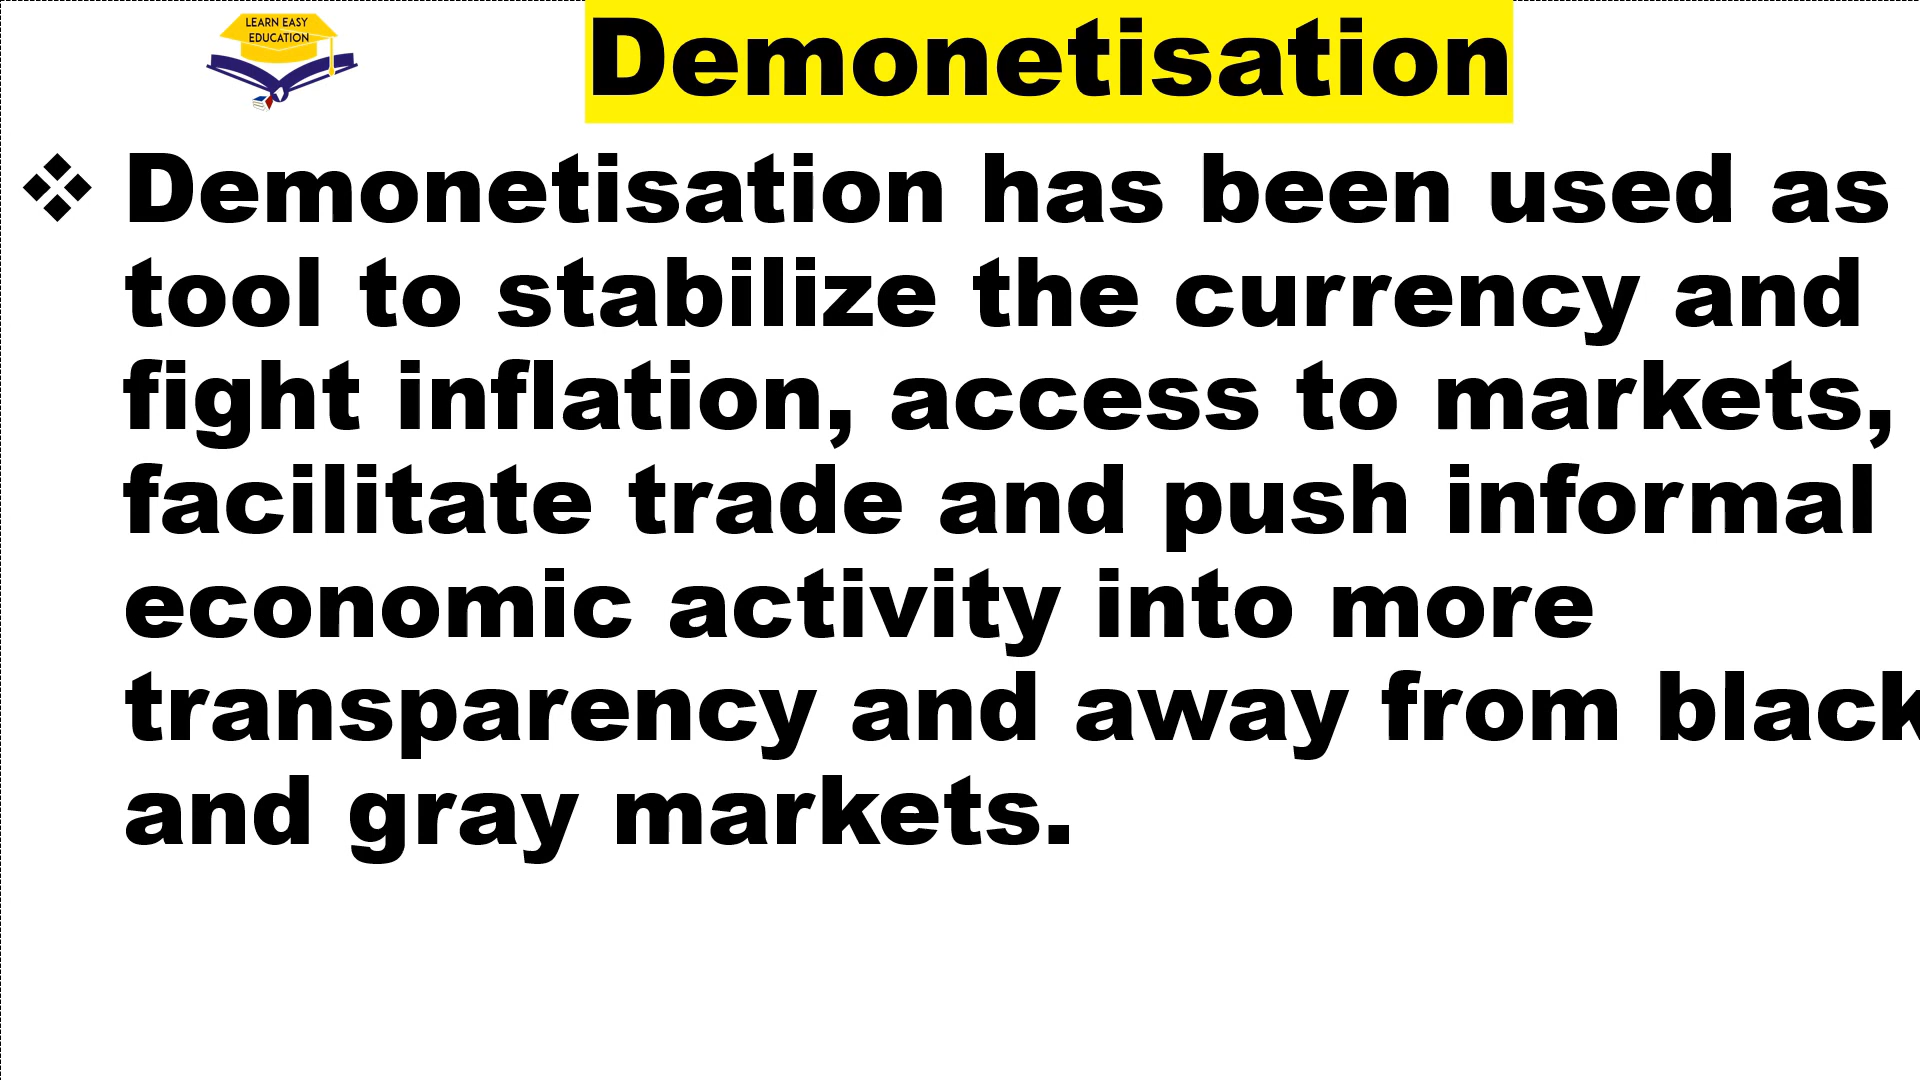 LEARN EASY
EDUCATION
Demonetisation
❖ Demonetisation has been used as
tool to stabilize the currency and
fight inflation, access to markets,
facilitate trade and push informal
economic activity into more
transparency and away from black
and gray markets.